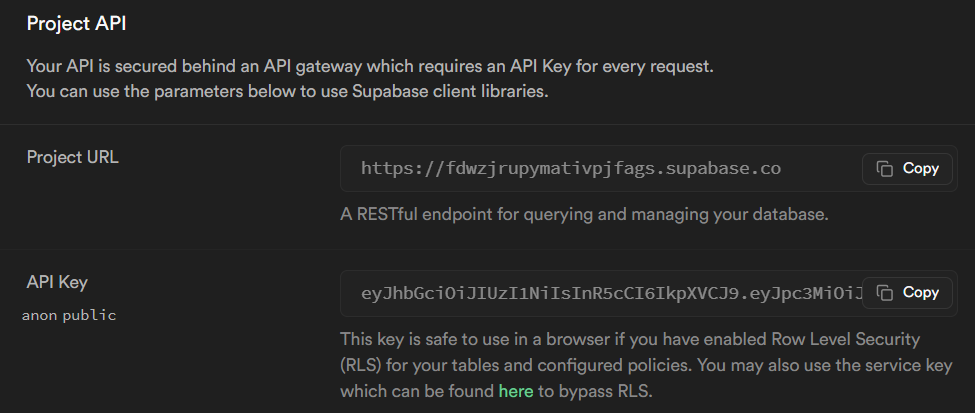 Project API
Your API is secured behind an API gateway which requires an API Key for every request.
You can use the parameters below to use Supabase client libraries.
Project URL
https://fdwzjrupymativpjfags.supabase.co
Copy
A RESTful endpoint for querying and managing your database.
API Key
anon public
eyJhbGciOiJIUzI1NiIsInR5cCI6IkpXVCJ9.eyJpc3MiOiJ
Copy
This key is safe to use in a browser if you have enabled Row Level Security
(RLS) for your tables and configured policies. You may also use the service key
which can be found here to bypass RLS.